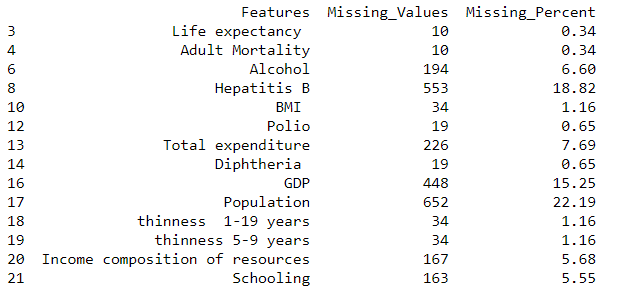 Features Missing_Values Missing_Percent
3 Life expectancy 10 0.34
4 Adult Mortality 10 0.34
6 Alcohol 194 6.60
8 Hepatitis B 553 18.82
10 BMI 34 1.16
12 Polio 19 0.65
13 Total expenditure 226 7.69
14 Diphtheria 19 0.65
16 GDP 448 15.25
17 Population 652 22.19
18 thinness  1-19 years 34 1.16
19 thinness 5-9 years 34 1.16
20 Income composition of resources 167 5.68
21 Schooling 163 5.55